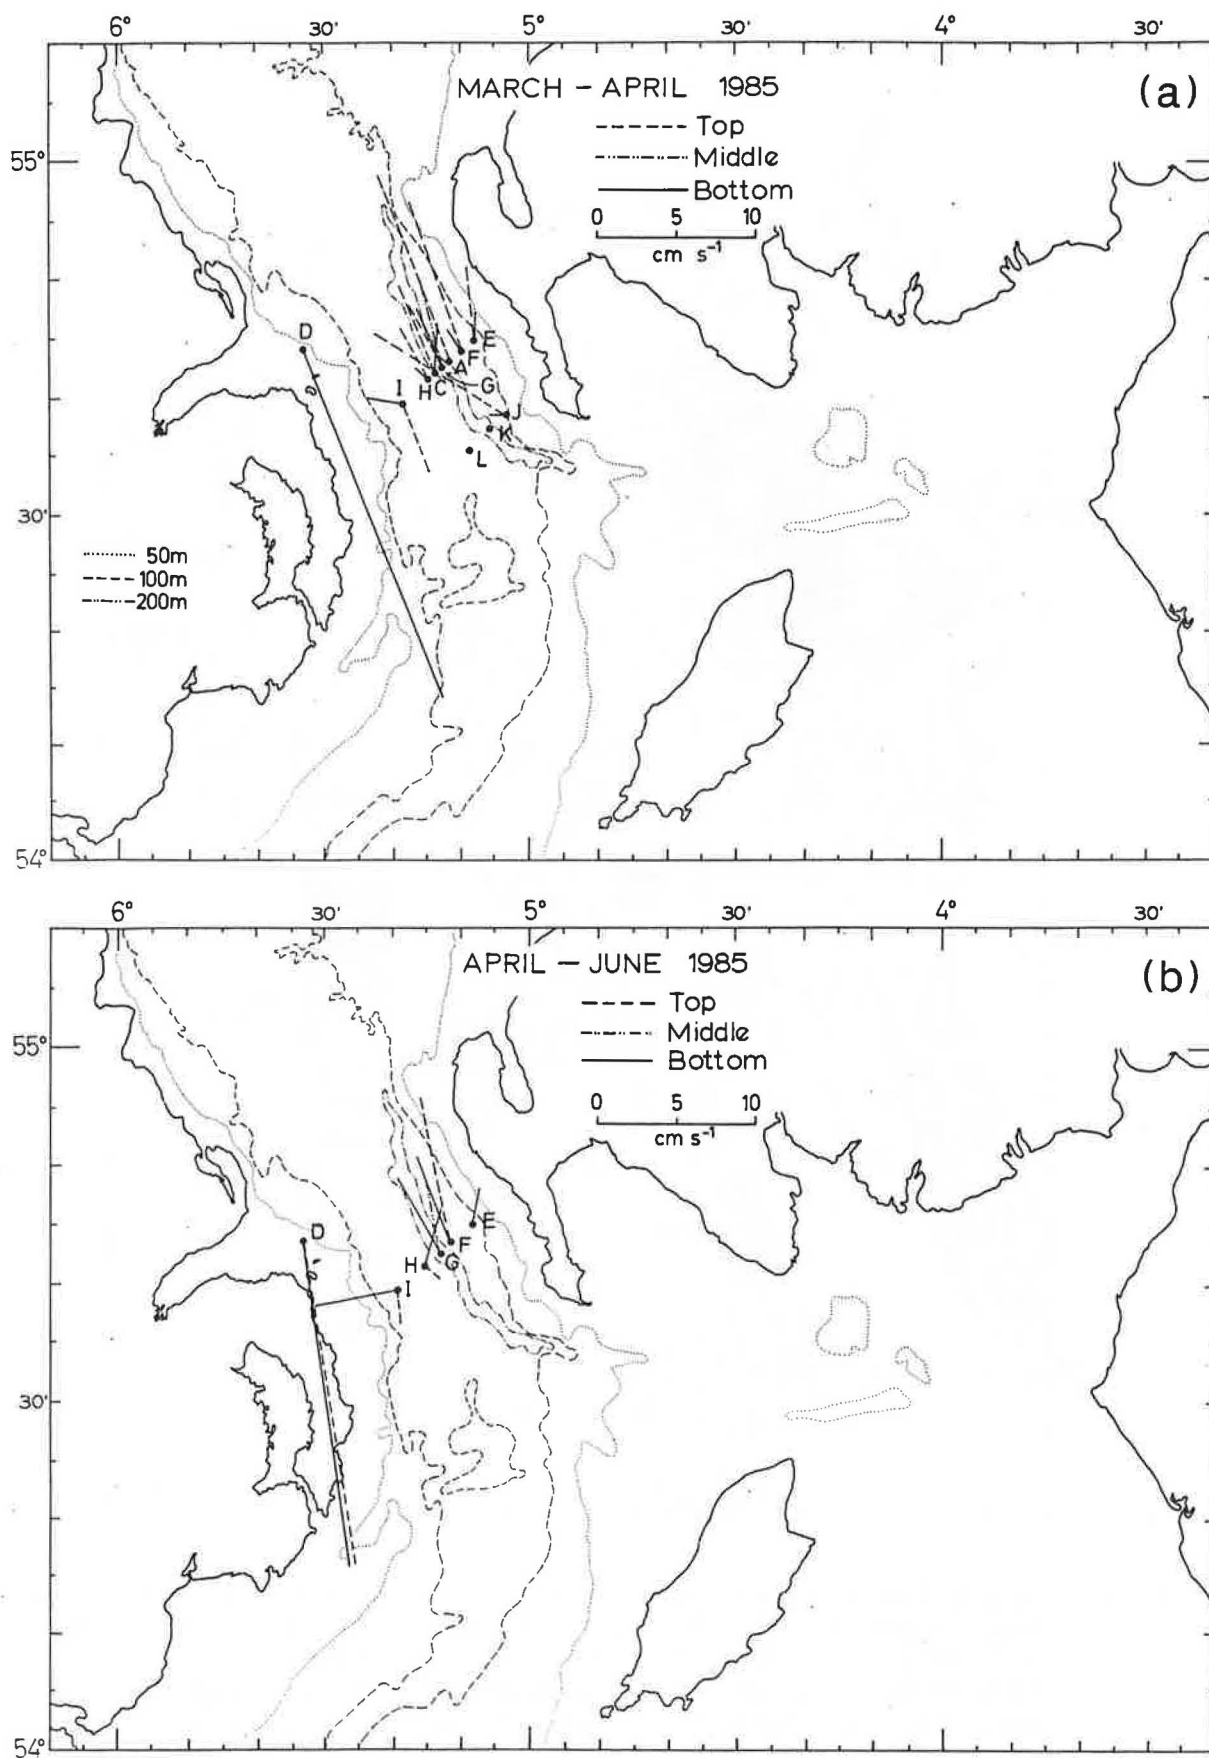 6° 30' 5° 30' 4° 30'
MARCH – APRIL 1985
(a)
Top
55°
Middle
Bottom
0 5 10
cm s⁻¹
D
E
F
A
I
H
C
G
J
K
L
30'
50m
100m
200m
54°
6° 30' 5° 30' 4° 30'
APRIL – JUNE 1985
(b)
Top
Middle
55°
Bottom
0 5 10
cm s⁻¹
D
E
F
H
G
I
30'
54°